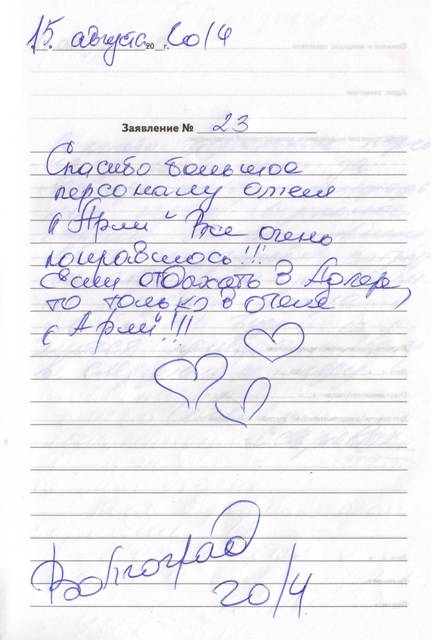 15 августа 20 г. 2014
Заявление № 23
Спасибо большое
персоналу отеля
"Арли" Все очень
понравилось!!!
Если отдыхать в Адлер,
то только в отеле
"Арли"!!!
Волгоград
2014